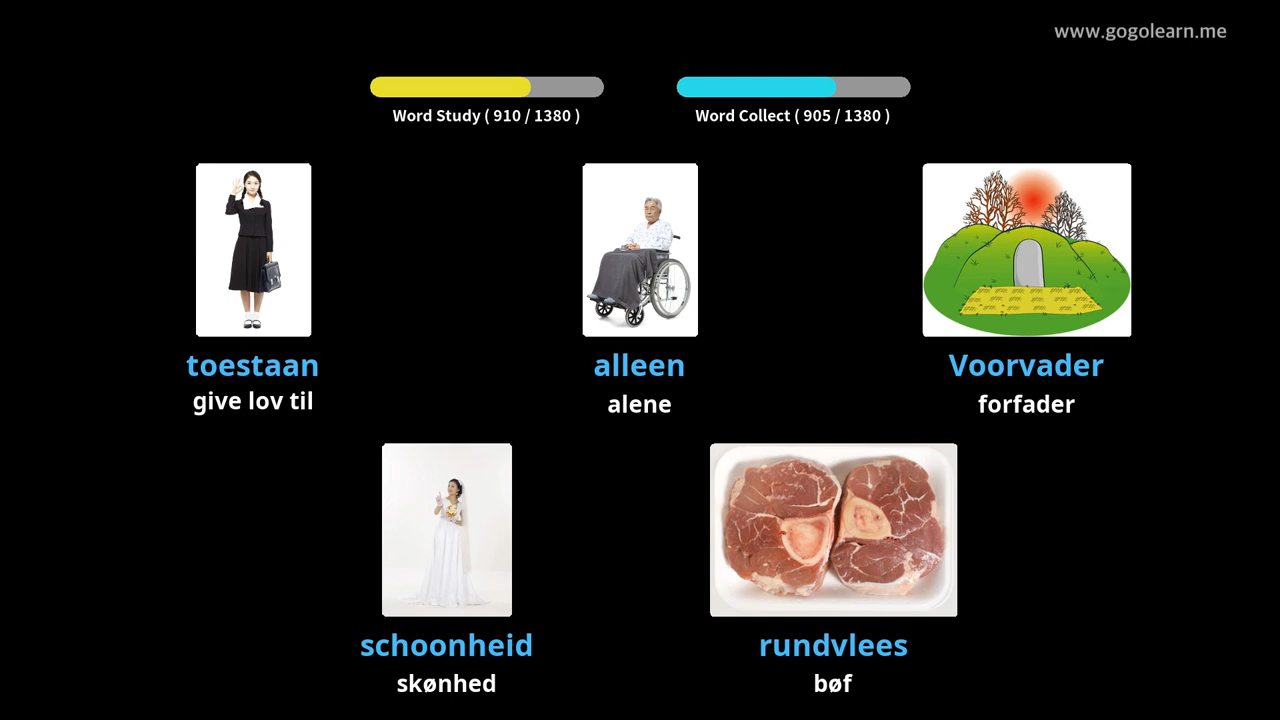 www.gogolearn.me
Word Study ( 910 / 1380 )
Word Collect ( 905 / 1380 )
toestaan
give lov til
alleen
alene
Voorvader
forfader
schoonheid
skønhed
rundvlees
bøf